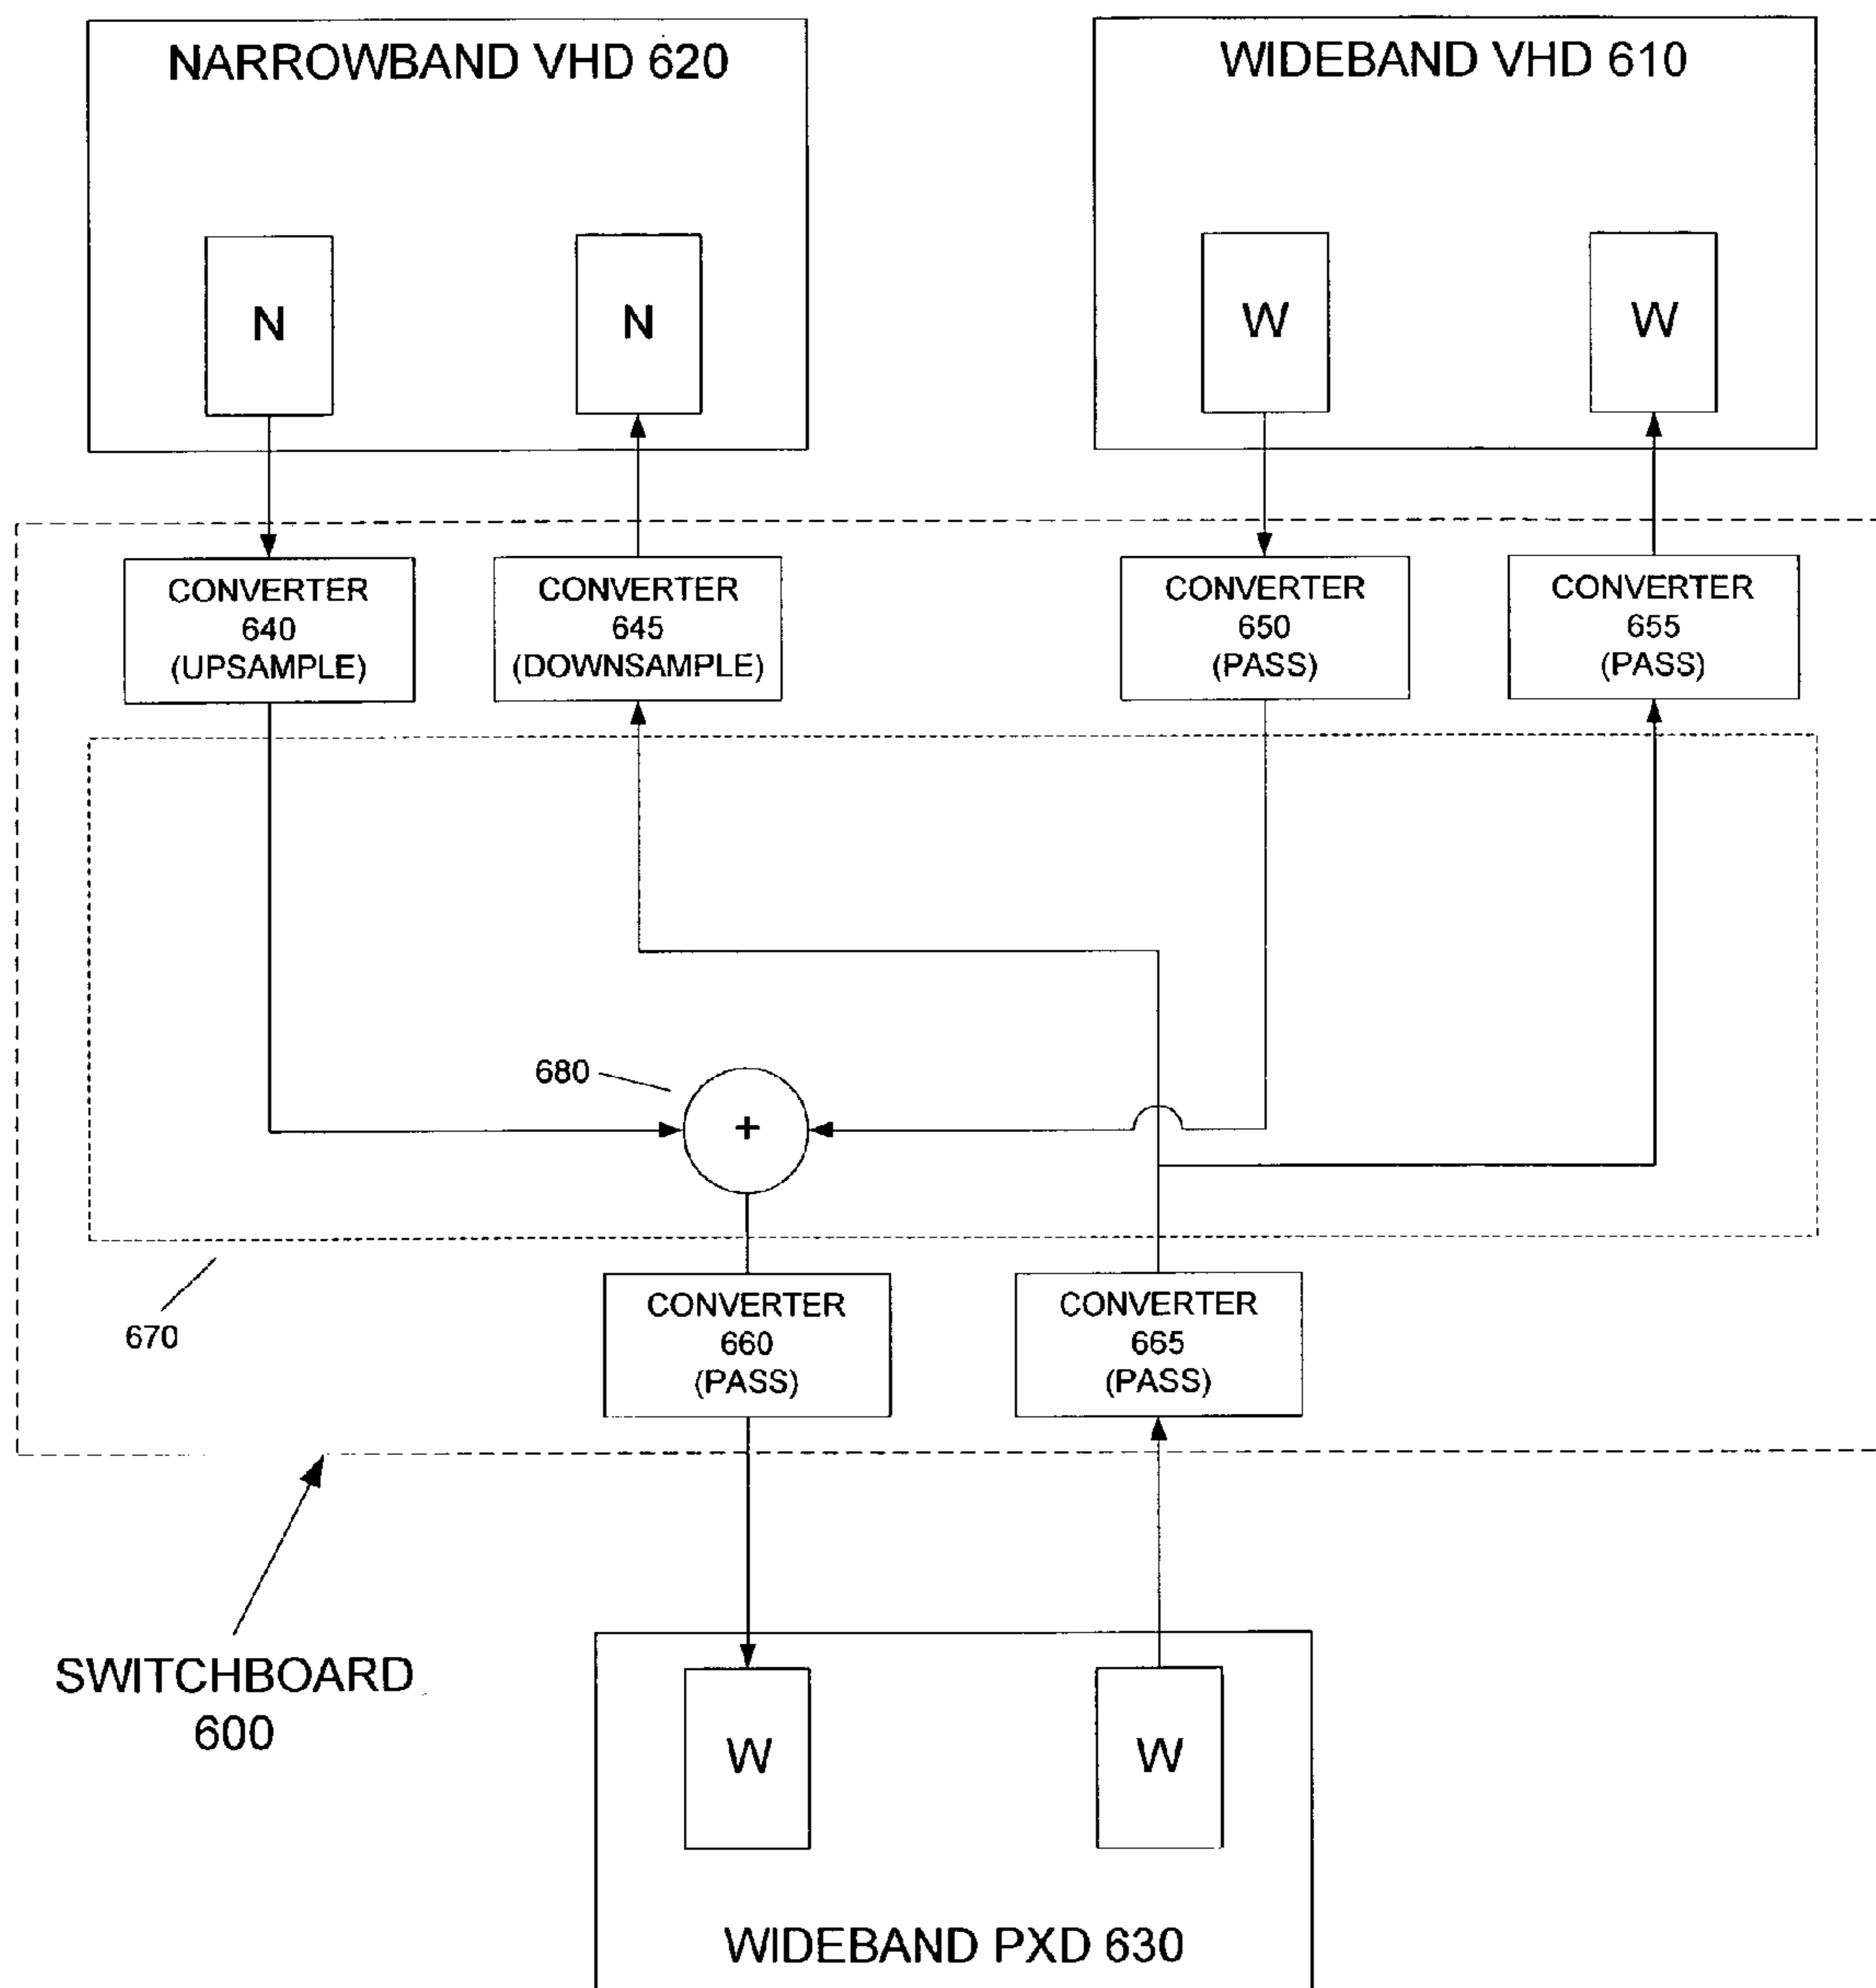 NARROWBAND VHD 620
WIDEBAND VHD 610
N
N
W
W
CONVERTER
640
(UPSAMPLE)
CONVERTER
645
(DOWNSAMPLE)
CONVERTER
650
(PASS)
CONVERTER
655
(PASS)
680
+
670
CONVERTER
660
(PASS)
CONVERTER
665
(PASS)
SWITCHBOARD
600
W
W
WIDEBAND PXD 630